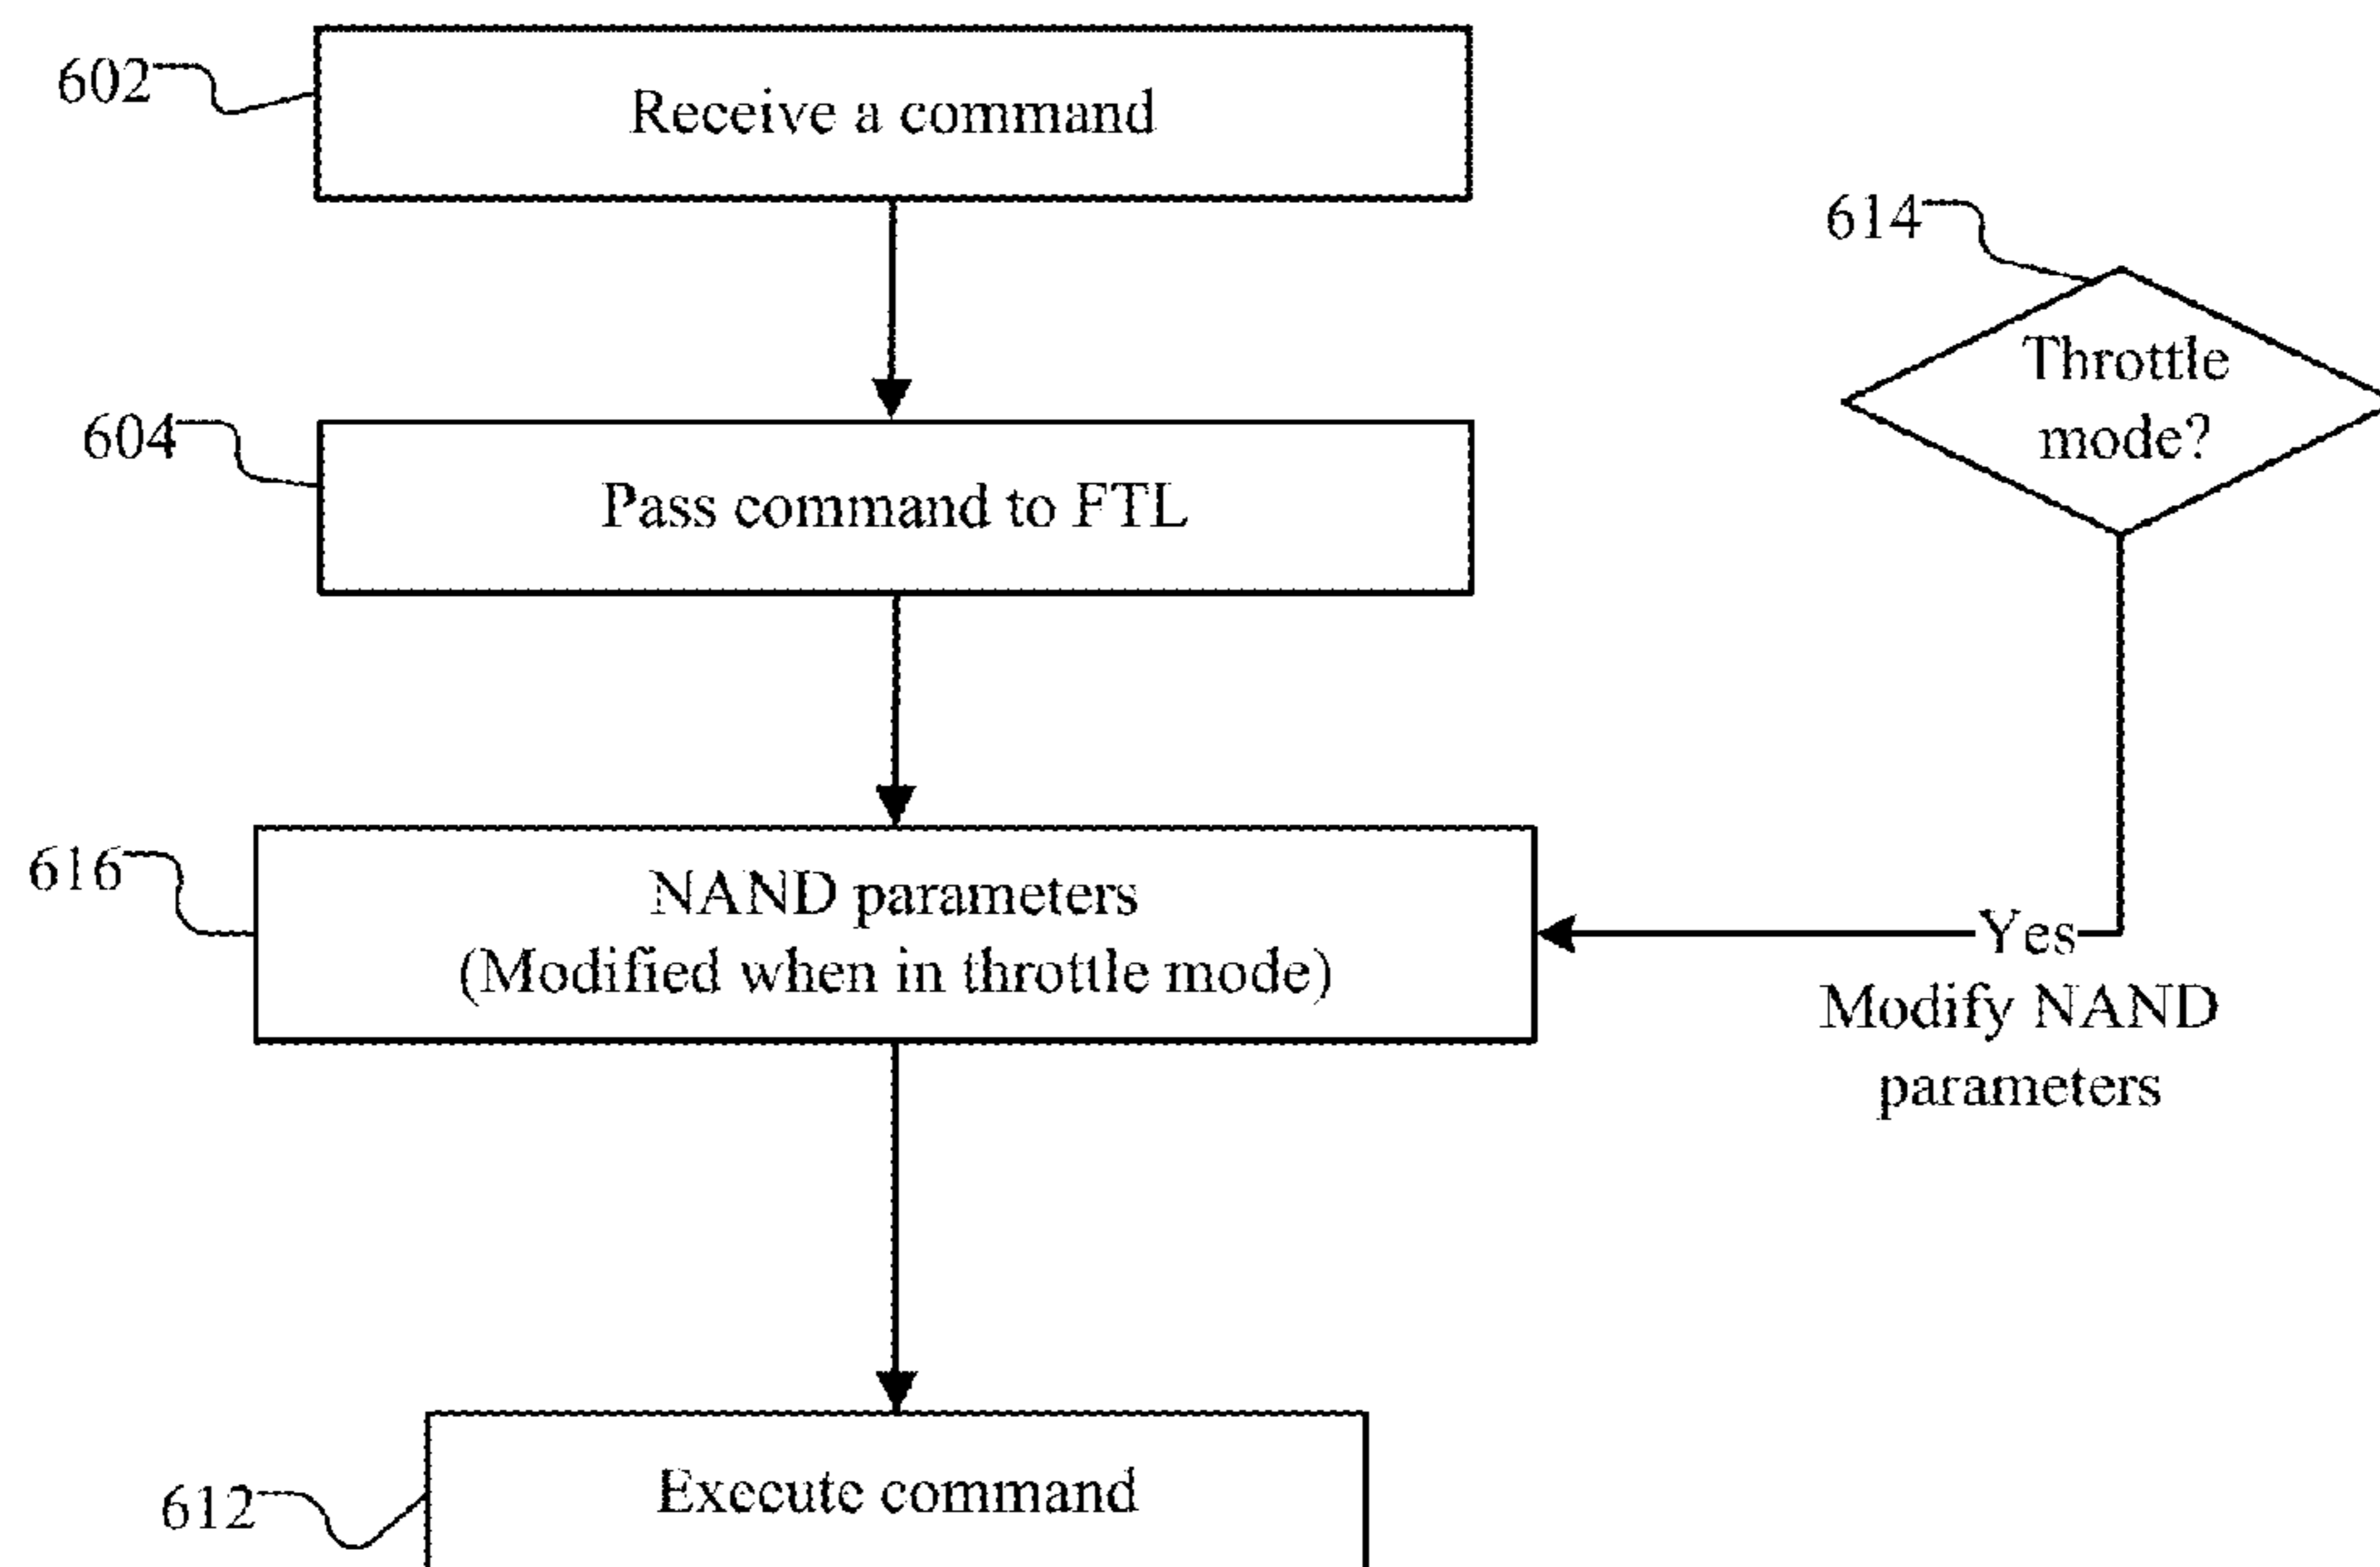 602
Receive a command
614
Throttle
mode?
604
Pass command to FTL
616
NAND parameters
(Modified when in throttle mode)
Yes
Modify NAND
parameters
612
Execute command